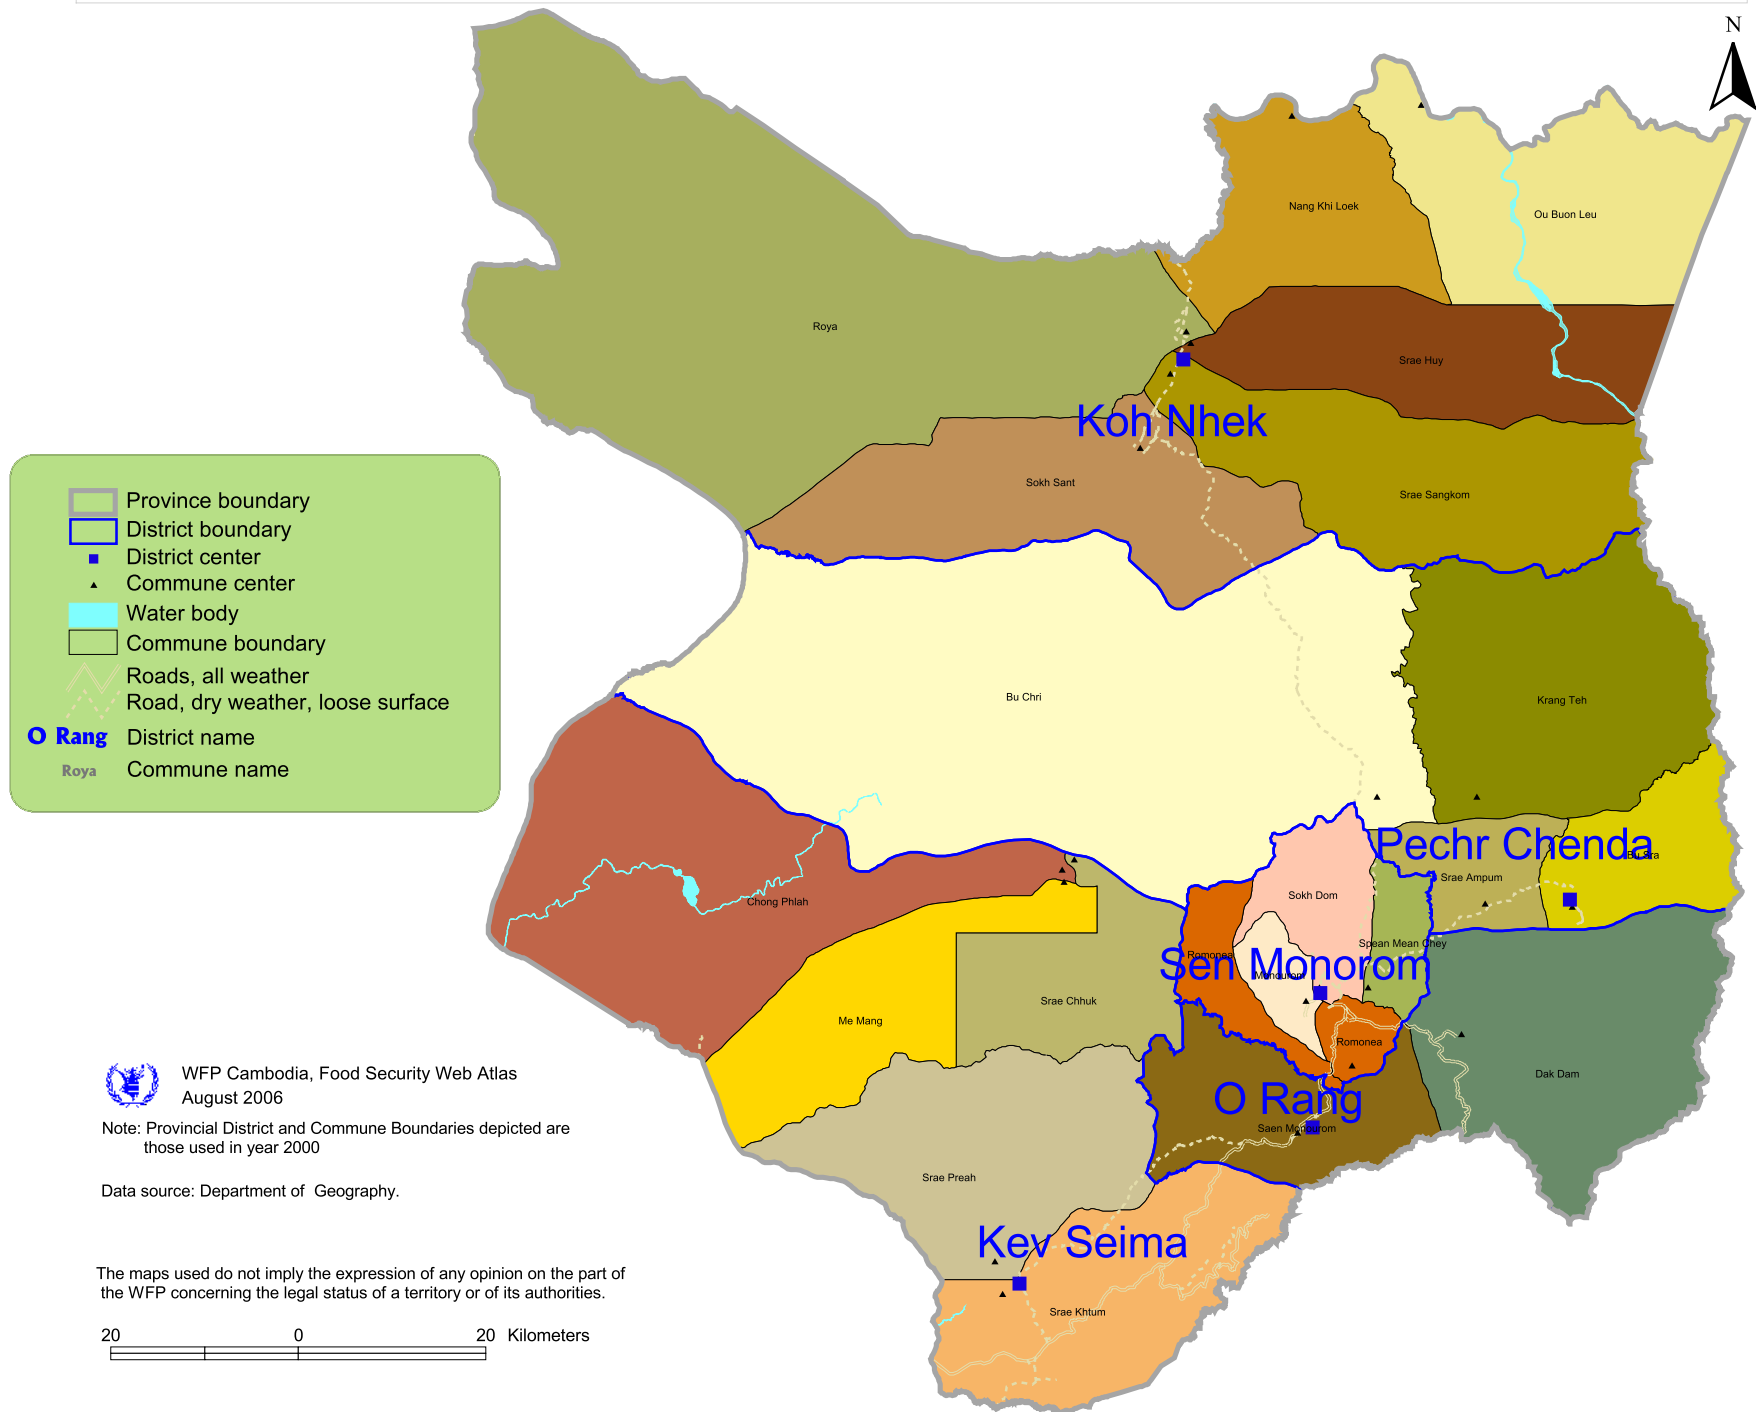 N
Nang Khi Loek
Ou Buon Leu
Roya
Srae Huy
Koh Nhek
Sokh Sant
Srae Sangkom
Province boundary
District boundary
District center
Commune center
Water body
Commune boundary
Roads, all weather
Road, dry weather, loose surface
O Rang District name
Roya Commune name
Bu Chri
Krang Teh
Pechr Chenda
Bu Sra
Srae Ampum
Chong Phlah
Sokh Dom
Spean Mean Chey
Romonea
Sen Monorom
Monourom
Srae Chhuk
Me Mang
Romonea
Dak Dam
O Rang
Saen Monourom
Srae Preah
Kev Seima
Srae Khtum
WFP Cambodia, Food Security Web Atlas
August 2006
Note: Provincial District and Commune Boundaries depicted are
those used in year 2000
Data source: Department of Geography.
The maps used do not imply the expression of any opinion on the part of
the WFP concerning the legal status of a territory or of its authorities.
20 0 20 Kilometers